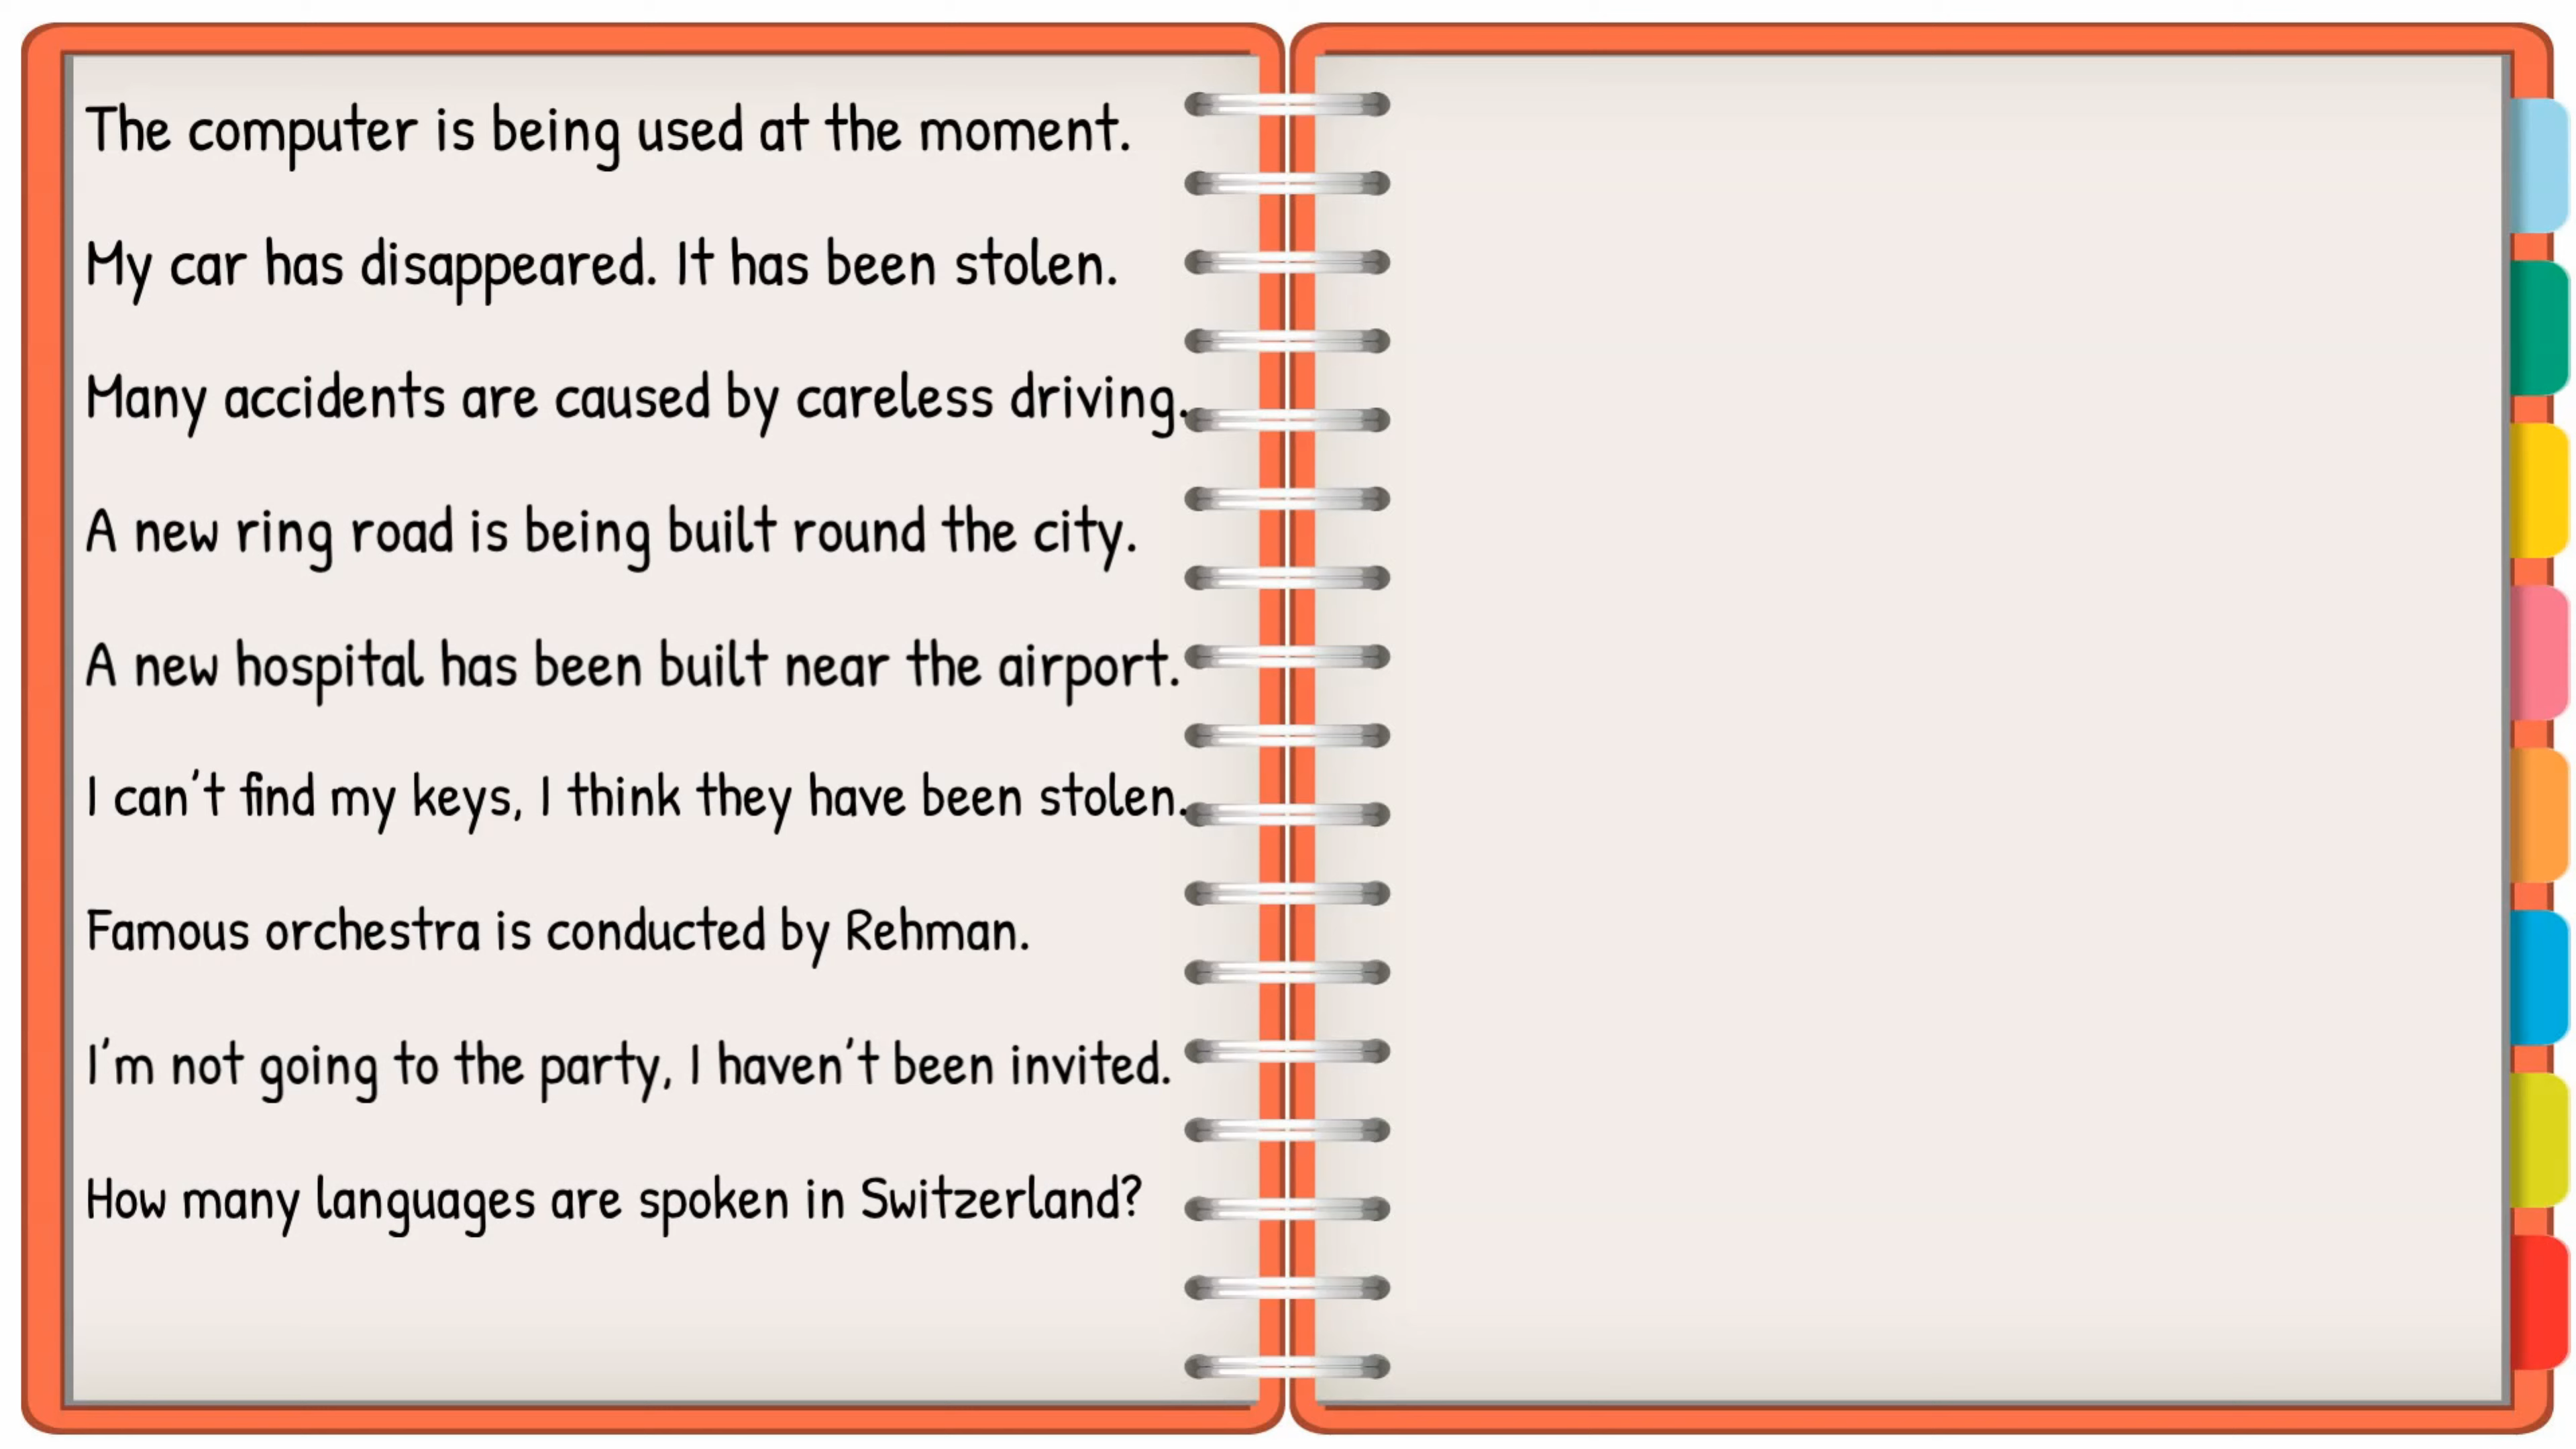 The computer is being used at the moment.
My car has disappeared. It has been stolen.
Many accidents are caused by careless driving.
A new ring road is being built round the city.
A new hospital has been built near the airport.
I can't find my keys, I think they have been stolen.
Famous orchestra is conducted by Rehman.
I'm not going to the party, I haven't been invited.
How many languages are spoken in Switzerland?